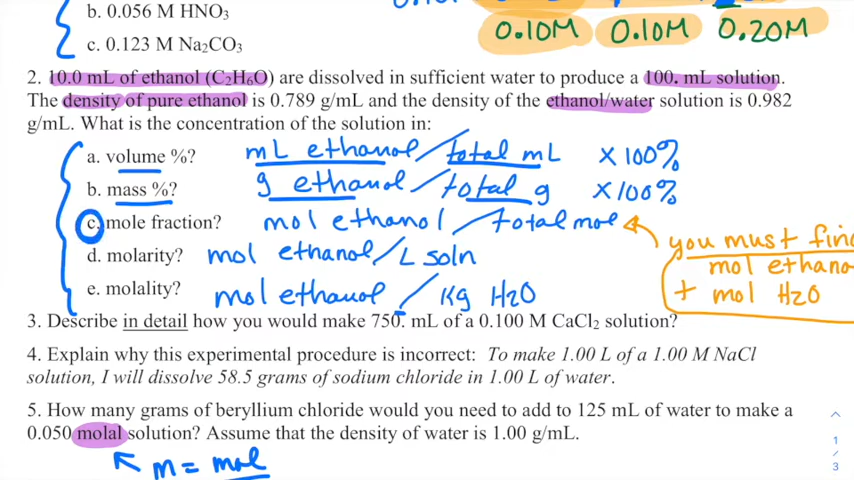 b. 0.056 M HNO₃
0.10M 0.10M 0.20M
c. 0.123 M Na₂CO₃
2. 10.0 mL of ethanol (C₂H₆O) are dissolved in sufficient water to produce a 100. mL solution.
The density of pure ethanol is 0.789 g/mL and the density of the ethanol/water solution is 0.982
g/mL. What is the concentration of the solution in:
a. volume %? mL ethanol/total mL x100%
b. mass %? g ethanol/total g x100%
c. mole fraction? mol ethanol/total mol
you must find
mol ethano
+ mol H2O
d. molarity? mol ethanol/L soln
e. molality? mol ethanol/kg H2O
3. Describe in detail how you would make 750. mL of a 0.100 M CaCl₂ solution?
4. Explain why this experimental procedure is incorrect: To make 1.00 L of a 1.00 M NaCl
solution, I will dissolve 58.5 grams of sodium chloride in 1.00 L of water.
5. How many grams of beryllium chloride would you need to add to 125 mL of water to make a
0.050 molal solution? Assume that the density of water is 1.00 g/mL.
m = mol
1
/
3